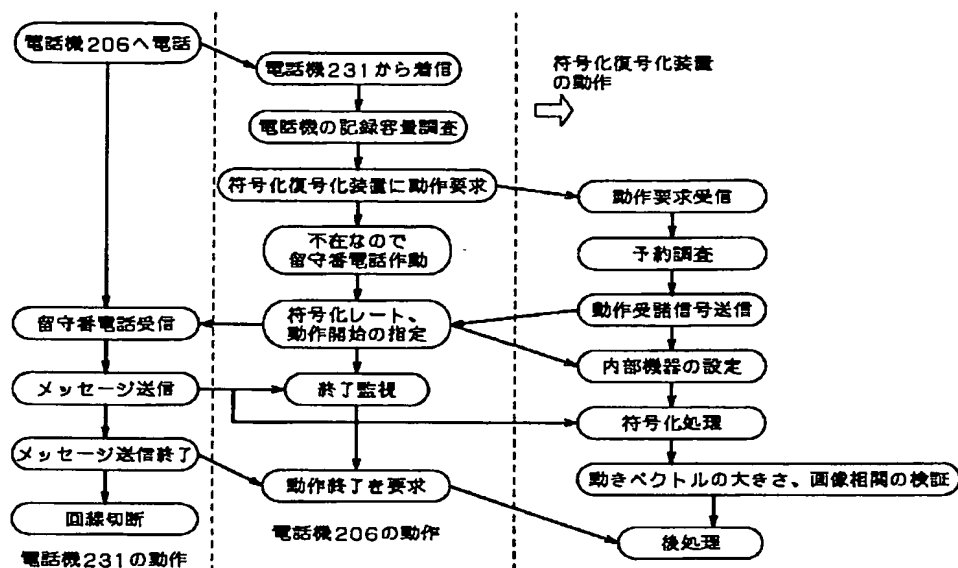 電話機206へ電話
留守番電話受信
メッセージ送信
メッセージ送信終了
回線切断
電話機231の動作
電話機231から着信
電話機の記録容量調査
符号化復号化装置に動作要求
不在なので
留守番電話作動
符号化レート、
動作開始の指定
終了監視
動作終了を要求
電話機206の動作
符号化復号化装置
の動作
動作要求受信
予約調査
動作受諾信号送信
内部機器の設定
符号化処理
動きベクトルの大きさ、画像相関の検証
後処理